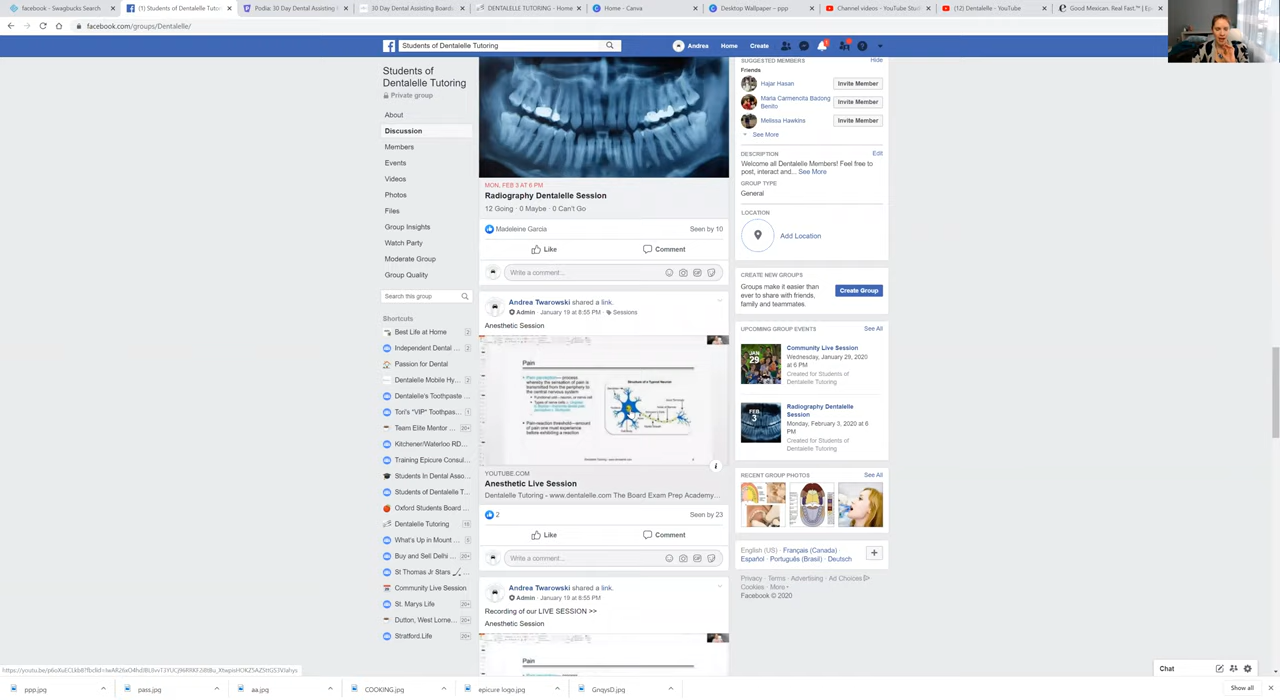 facebook - Swagbucks Search
(1) Students of Dentalelle Tutor
Podia: 30 Day Dental Assisting
30 Day Dental Assisting Board
DENTALELLE TUTORING - Home
Home - Canva
Desktop Wallpaper – ppp
Channel videos - YouTube Stud
(12) Dentalelle - YouTube
Good Mexican. Real Fast.™ | Ep
facebook.com/groups/Dentalelle/
Students of Dentalelle Tutoring
Andrea
Home
Create
Students of
Dentalelle Tutoring
Private group
About
Discussion
Members
Events
Videos
Photos
Files
Group Insights
Watch Party
Moderate Group
Group Quality
Search this group
Shortcuts
Best Life at Home 2
Independent Dental ... 2
Passion for Dental
Dentalelle Mobile Hy... 2
Dentalelle's Toothpaste
Tori's "VIP" Toothpas... 1
Team Elite Mentor ... 20+
Kitchener/Waterloo RD...
Training Epicure Consul...
Students In Dental Asso...
Students of Dentalelle T...
Oxford Students Board ...
Dentalelle Tutoring
What's Up in Mount ...
Buy and Sell Delhi ... 20+
St Thomas Jr Stars
Community Live Session
St. Marys Life 20+
Dutton, West Lorne... 20+
Stratford.Life 20+
MON, FEB 3 AT 6 PM
Radiography Dentalelle Session
12 Going · 0 Maybe · 0 Can't Go
Madeleine Garcia
Seen by 10
Like
Comment
Write a comment...
Andrea Twarowski shared a link.
Admin · January 19 at 8:55 PM · Sessions
Anesthetic Session
Pain
YOUTUBE.COM
Anesthetic Live Session
Dentalelle Tutoring - www.dentalelle.com The Board Exam Prep Academy...
2
Seen by 23
Like
Comment
Write a comment...
Andrea Twarowski shared a link.
Admin · January 19 at 8:55 PM
Recording of our LIVE SESSION >>
Anesthetic Session
Pain
SUGGESTED MEMBERS
Hide
Friends
Hajar Hasan
Invite Member
Maria Carmencita Badong
Benito
Invite Member
Melissa Hawkins
Invite Member
See More
DESCRIPTION
Edit
Welcome all Dentalelle Members! Feel free to
post, interact and... See More
GROUP TYPE
General
LOCATION
Add Location
CREATE NEW GROUPS
Groups make it easier than
ever to share with friends,
family and teammates.
Create Group
UPCOMING GROUP EVENTS
See All
JAN
29
Community Live Session
Wednesday, January 29, 2020
at 6 PM
Created for Students of
Dentalelle Tutoring
FEB
3
Radiography Dentalelle
Session
Monday, February 3, 2020 at 6
PM
Created for Students of
Dentalelle Tutoring
RECENT GROUP PHOTOS
See All
English (US) · Français (Canada)
Español · Português (Brasil) · Deutsch
Privacy · Terms · Advertising · Ad Choices
Cookies · More
Facebook © 2020
Chat
ppp.jpg
pass.jpg
aa.jpg
COOKING.jpg
epicure logo.jpg
GnqysD.jpg
Show all